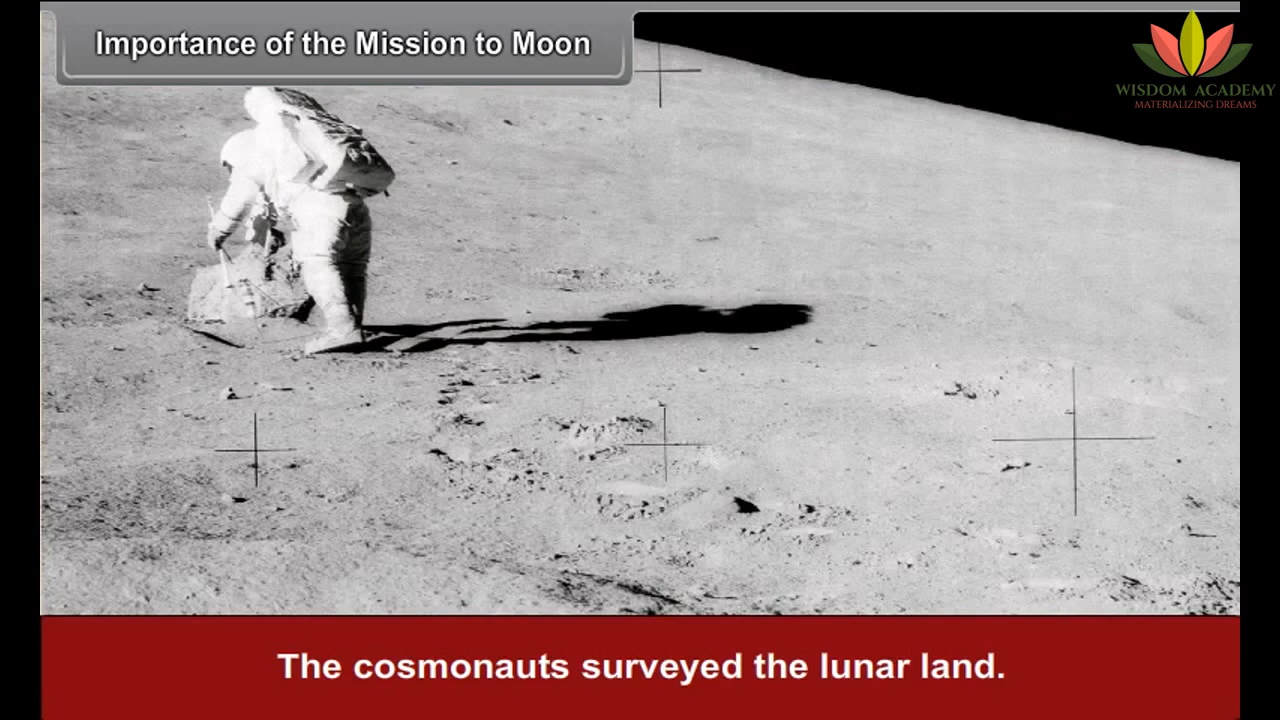 Importance of the Mission to Moon
WISDOM ACADEMY
MATERIALIZING DREAMS
The cosmonauts surveyed the lunar land.